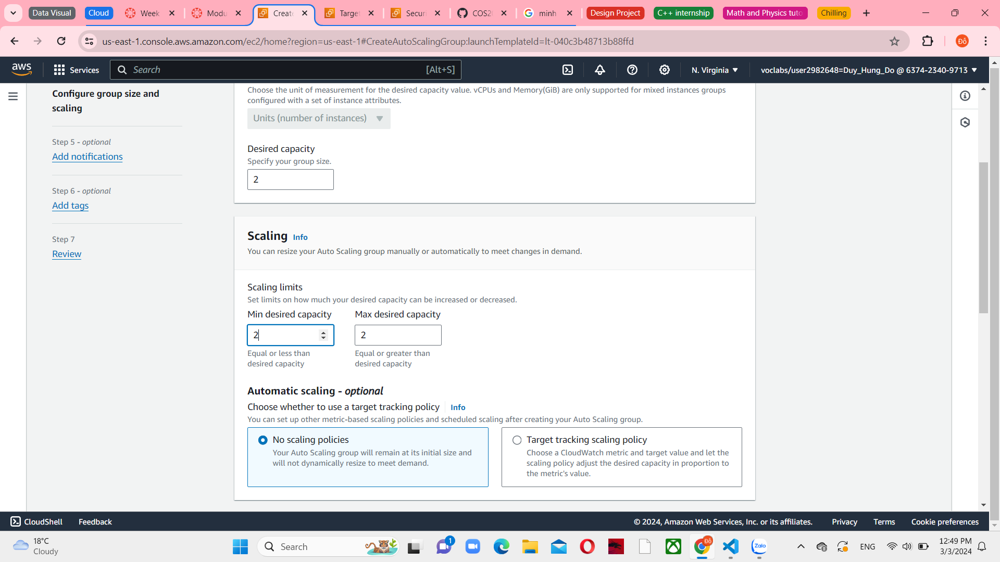 Data Visual
Cloud
Week
Modu
Create
Target
Securi
COS20
minh
Design Project
C++ internship
Math and Physics tuto
Chilling
us-east-1.console.aws.amazon.com/ec2/home?region=us-east-1#CreateAutoScalingGroup:launchTemplateId=lt-040c3b48713b88ffd
Đỗ
aws
Services
Search
[Alt+S]
N. Virginia
voclabs/user2982648=Duy_Hung_Do @ 6374-2340-9713
Configure group size and
scaling
Step 5 - optional
Add notifications
Step 6 - optional
Add tags
Step 7
Review
Choose the unit of measurement for the desired capacity value. vCPUs and Memory(GiB) are only supported for mixed instances groups
configured with a set of instance attributes.
Units (number of instances)
Desired capacity
Specify your group size.
2
Scaling Info
You can resize your Auto Scaling group manually or automatically to meet changes in demand.
Scaling limits
Set limits on how much your desired capacity can be increased or decreased.
Min desired capacity
Max desired capacity
2
2
Equal or less than
desired capacity
Equal or greater than
desired capacity
Automatic scaling - optional
Choose whether to use a target tracking policy Info
You can set up other metric-based scaling policies and scheduled scaling after creating your Auto Scaling group.
No scaling policies
Your Auto Scaling group will remain at its initial size and
will not dynamically resize to meet demand.
Target tracking scaling policy
Choose a CloudWatch metric and target value and let the
scaling policy adjust the desired capacity in proportion to
the metric's value.
CloudShell
Feedback
© 2024, Amazon Web Services, Inc. or its affiliates.
Privacy
Terms
Cookie preferences
18°C
Cloudy
Search
1
Đỗ
Zalo
ENG
12:49 PM
3/3/2024